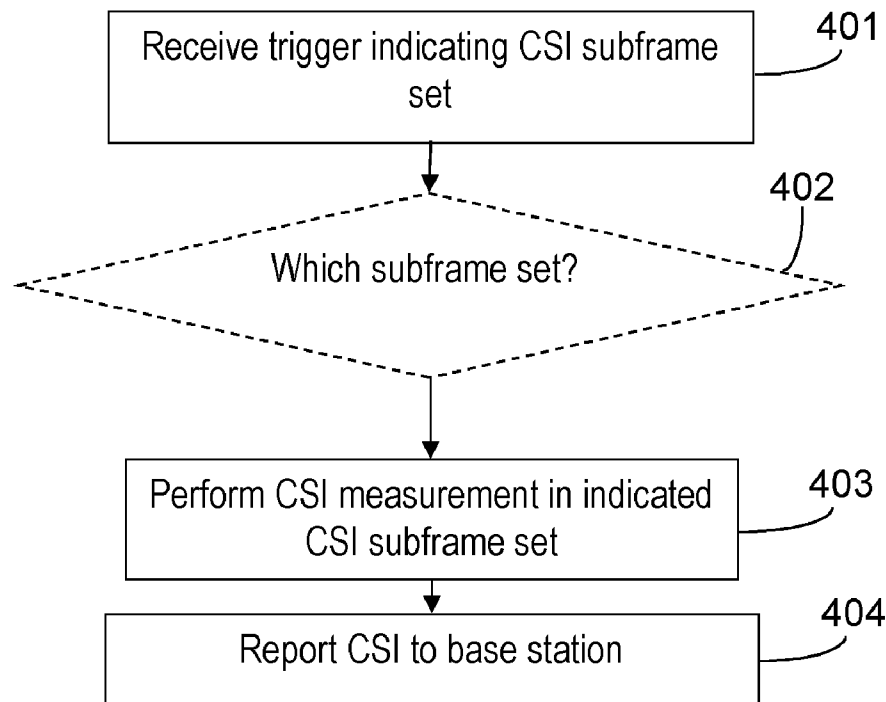 Receive trigger indicating CSI subframe
set
401
402
Which subframe set?
Perform CSI measurement in indicated
CSI subframe set
403
Report CSI to base station
404